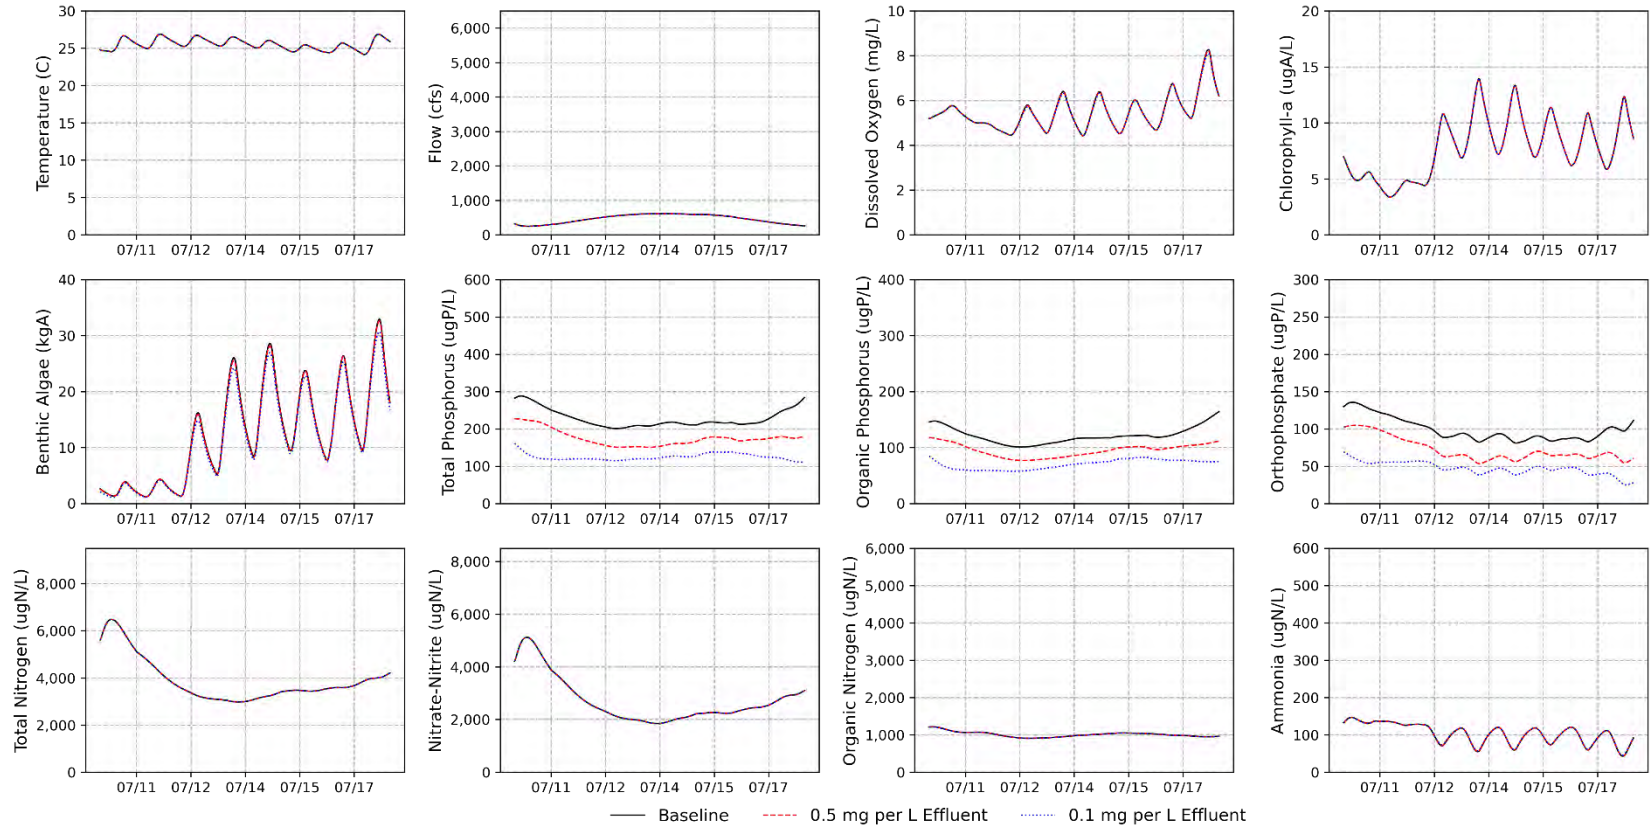 Temperature (C)
30
25
20
15
10
5
0
07/11 07/12 07/14 07/15 07/17
Flow (cfs)
6,000
5,000
4,000
3,000
2,000
1,000
0
07/11 07/12 07/14 07/15 07/17
Dissolved Oxygen (mg/L)
10
8
6
4
2
0
07/11 07/12 07/14 07/15 07/17
Chlorophyll-a (ugA/L)
20
15
10
5
0
07/11 07/12 07/14 07/15 07/17
Benthic Algae (kgA)
40
30
20
10
0
07/11 07/12 07/14 07/15 07/17
Total Phosphorus (ugP/L)
600
500
400
300
200
100
0
07/11 07/12 07/14 07/15 07/17
Organic Phosphorus (ugP/L)
400
300
200
100
0
07/11 07/12 07/14 07/15 07/17
Orthophosphate (ugP/L)
300
250
200
150
100
50
0
07/11 07/12 07/14 07/15 07/17
Total Nitrogen (ugN/L)
8,000
6,000
4,000
2,000
0
07/11 07/12 07/14 07/15 07/17
Nitrate-Nitrite (ugN/L)
8,000
6,000
4,000
2,000
0
07/11 07/12 07/14 07/15 07/17
Organic Nitrogen (ugN/L)
6,000
5,000
4,000
3,000
2,000
1,000
0
07/11 07/12 07/14 07/15 07/17
Ammonia (ugN/L)
600
500
400
300
200
100
0
07/11 07/12 07/14 07/15 07/17
Baseline 0.5 mg per L Effluent 0.1 mg per L Effluent